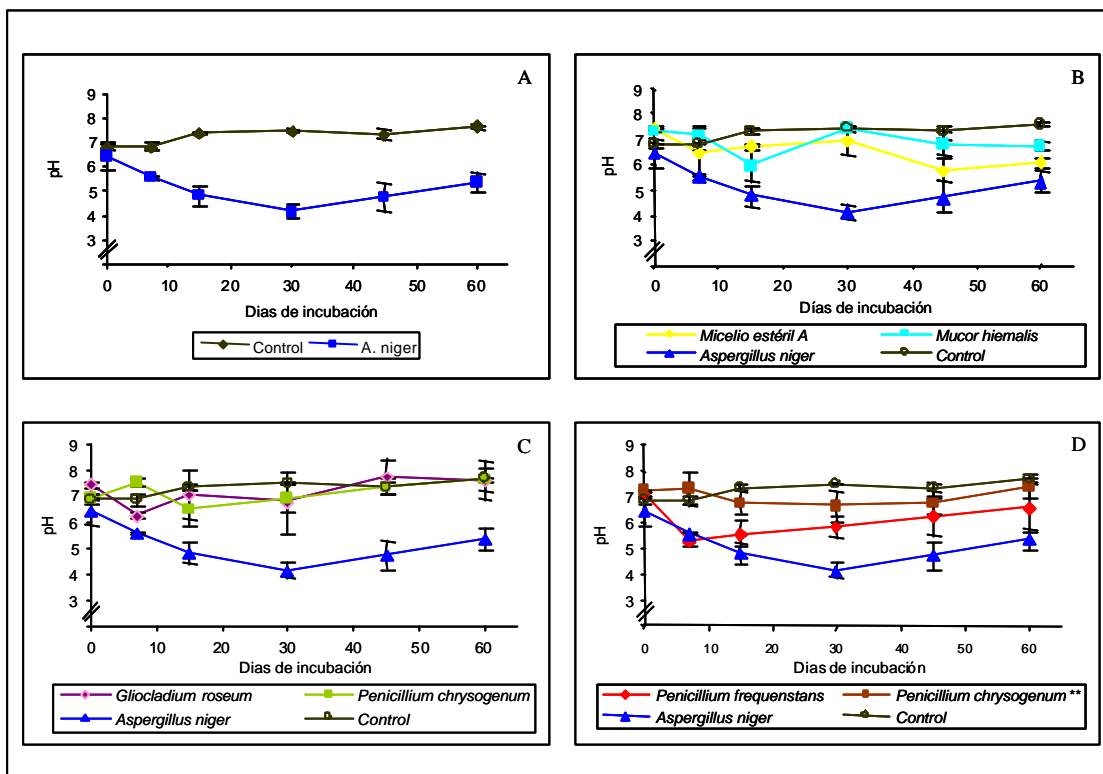 A
9
8
7
6
5
4
3
pH
0 10 20 30 40 50 60
Dias de incubación
Control A. niger
B
9
8
7
6
5
4
3
pH
0 10 20 30 40 50 60
Días de incubación
Micelio estéril A Mucor hiemalis
Aspergillus niger Control
C
9
8
7
6
5
4
3
pH
0 10 20 30 40 50 60
Dias de incubación
Gliocladium roseum Penicillium chrysogenum
Aspergillus niger Control
D
9
8
7
6
5
4
3
pH
0 10 20 30 40 50 60
Dias de incubación
Penicillium frequenstans Penicillium chrysogenum **
Aspergillus niger Control